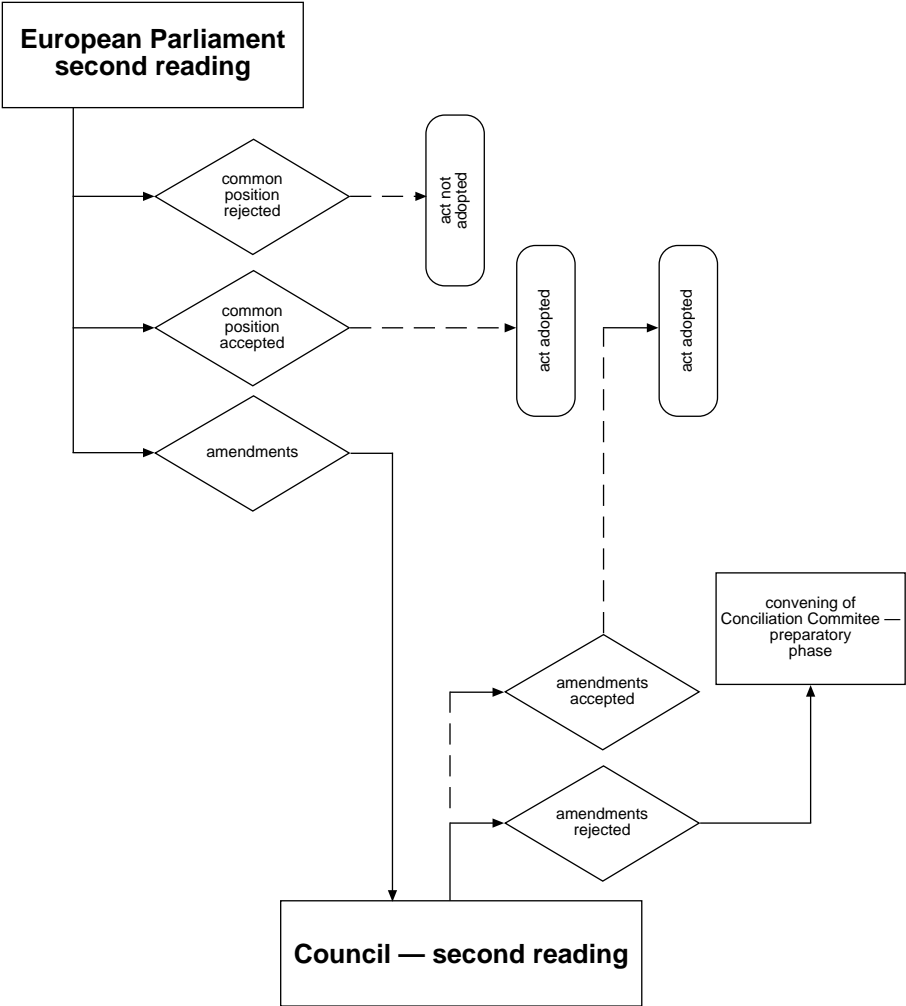 European Parliament
second reading
common
position
rejected
act not
adopted
common
position
accepted
act adopted
act adopted
amendments
convening of
Conciliation Commitee —
preparatory
phase
amendments
accepted
amendments
rejected
Council — second reading